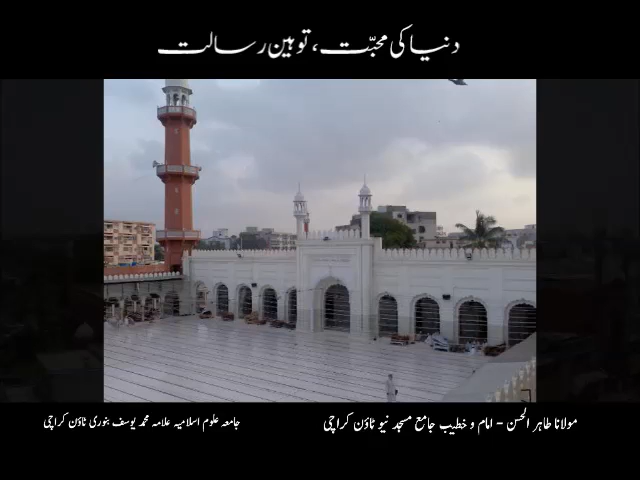 دنیا کی محبّت، توہینِ رسالت
مولانا طاہر الحسن - امام و خطیب جامع مسجد نیو ٹاؤن کراچی
جامعہ علوم اسلامیہ علامہ محمد یوسف بنوری ٹاؤن کراچی